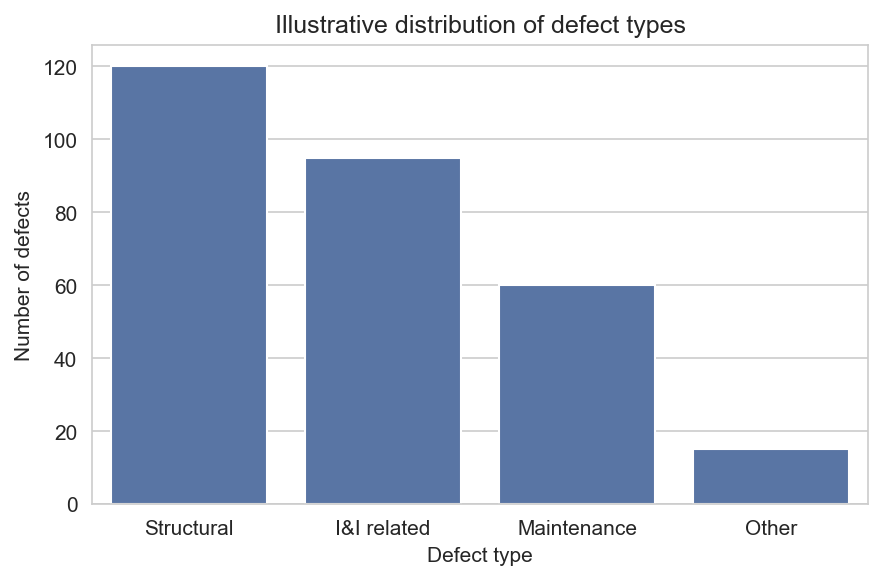 Illustrative distribution of defect types
Number of defects
120
100
80
60
40
20
0
Structural
I&I related
Maintenance
Other
Defect type